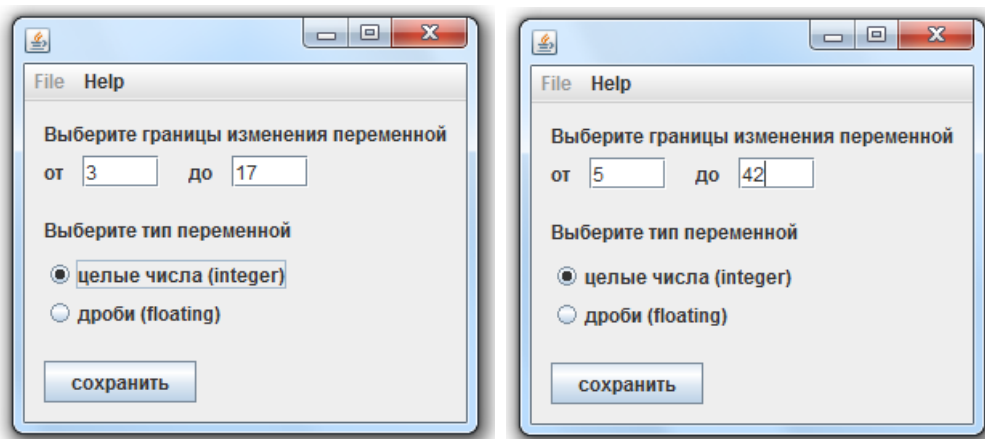 File Help
Выберите границы изменения переменной
от 3 до 17
Выберите тип переменной
целые числа (integer)
дроби (floating)
сохранить
File Help
Выберите границы изменения переменной
от 5 до 42
Выберите тип переменной
целые числа (integer)
дроби (floating)
сохранить